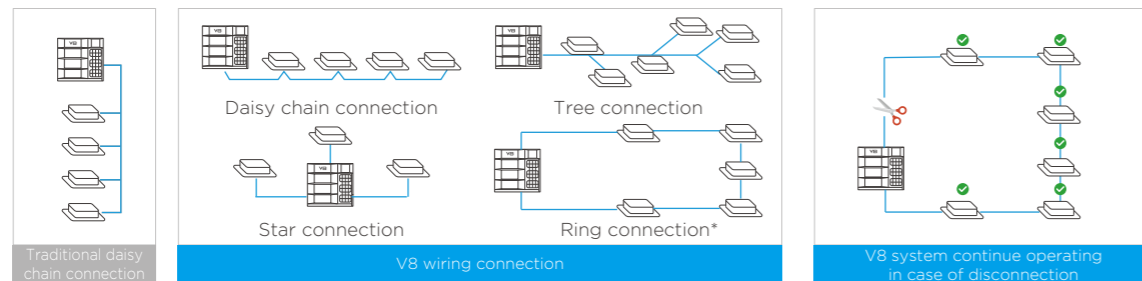 V8
Traditional daisy
chain connection
V8
V8
Daisy chain connection
Tree connection
V8
V8
Star connection
Ring connection*
V8 wiring connection
V8
V8 system continue operating
in case of disconnection